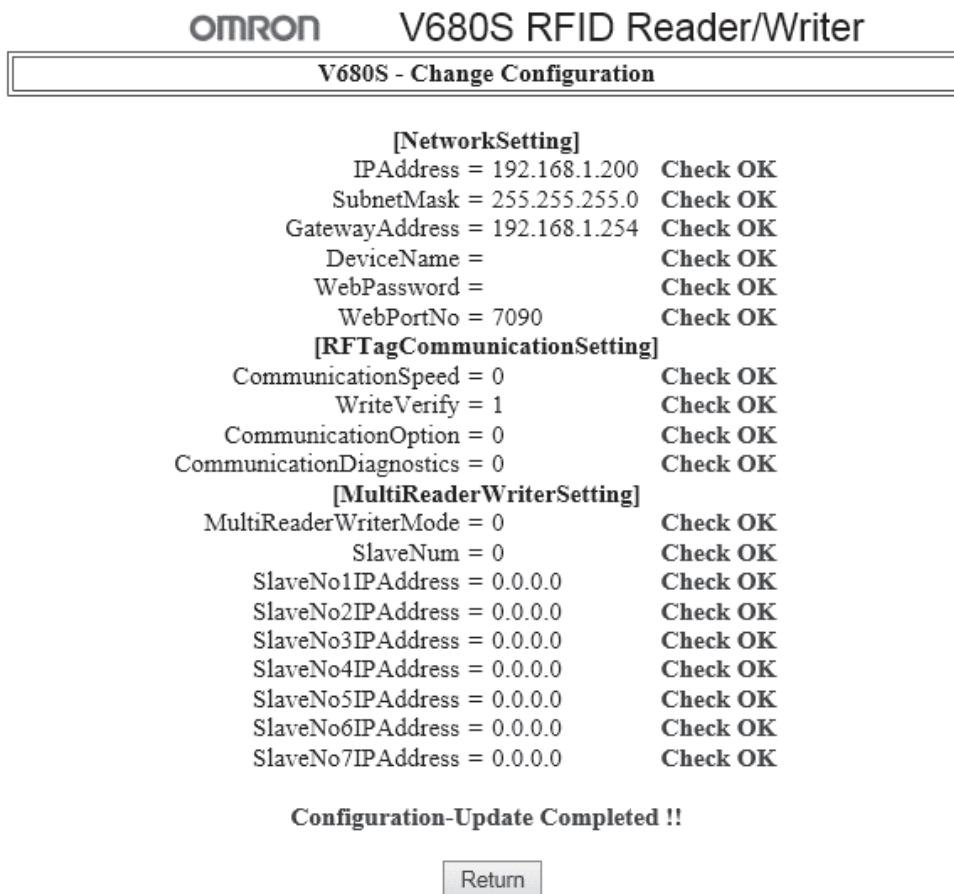 OMRON V680S RFID Reader/Writer
V680S - Change Configuration
[NetworkSetting]
IPAddress = 192.168.1.200 Check OK
SubnetMask = 255.255.255.0 Check OK
GatewayAddress = 192.168.1.254 Check OK
DeviceName = Check OK
WebPassword = Check OK
WebPortNo = 7090 Check OK
[RFTagCommunicationSetting]
CommunicationSpeed = 0 Check OK
WriteVerify = 1 Check OK
CommunicationOption = 0 Check OK
CommunicationDiagnostics = 0 Check OK
[MultiReaderWriterSetting]
MultiReaderWriterMode = 0 Check OK
SlaveNum = 0 Check OK
SlaveNo1IPAddress = 0.0.0.0 Check OK
SlaveNo2IPAddress = 0.0.0.0 Check OK
SlaveNo3IPAddress = 0.0.0.0 Check OK
SlaveNo4IPAddress = 0.0.0.0 Check OK
SlaveNo5IPAddress = 0.0.0.0 Check OK
SlaveNo6IPAddress = 0.0.0.0 Check OK
SlaveNo7IPAddress = 0.0.0.0 Check OK
Configuration-Update Completed !!
Return